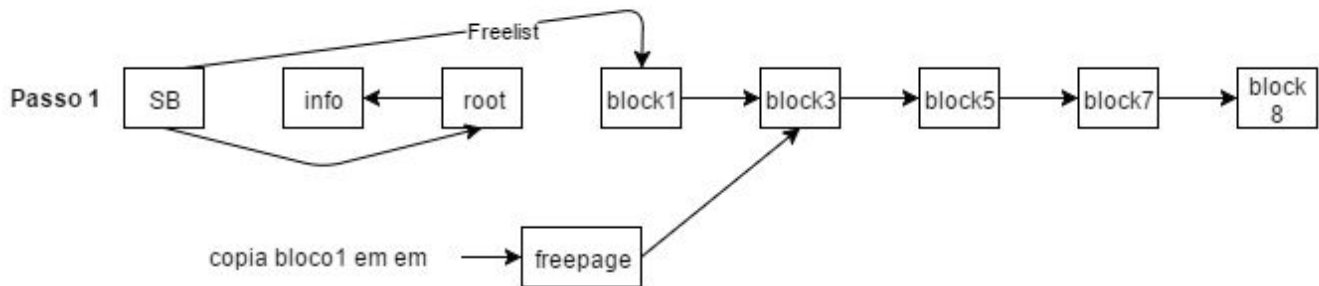 Freelist
Passo 1
SB
info
root
block1
block3
block5
block7
block
8
copia bloco1 em em
freepage